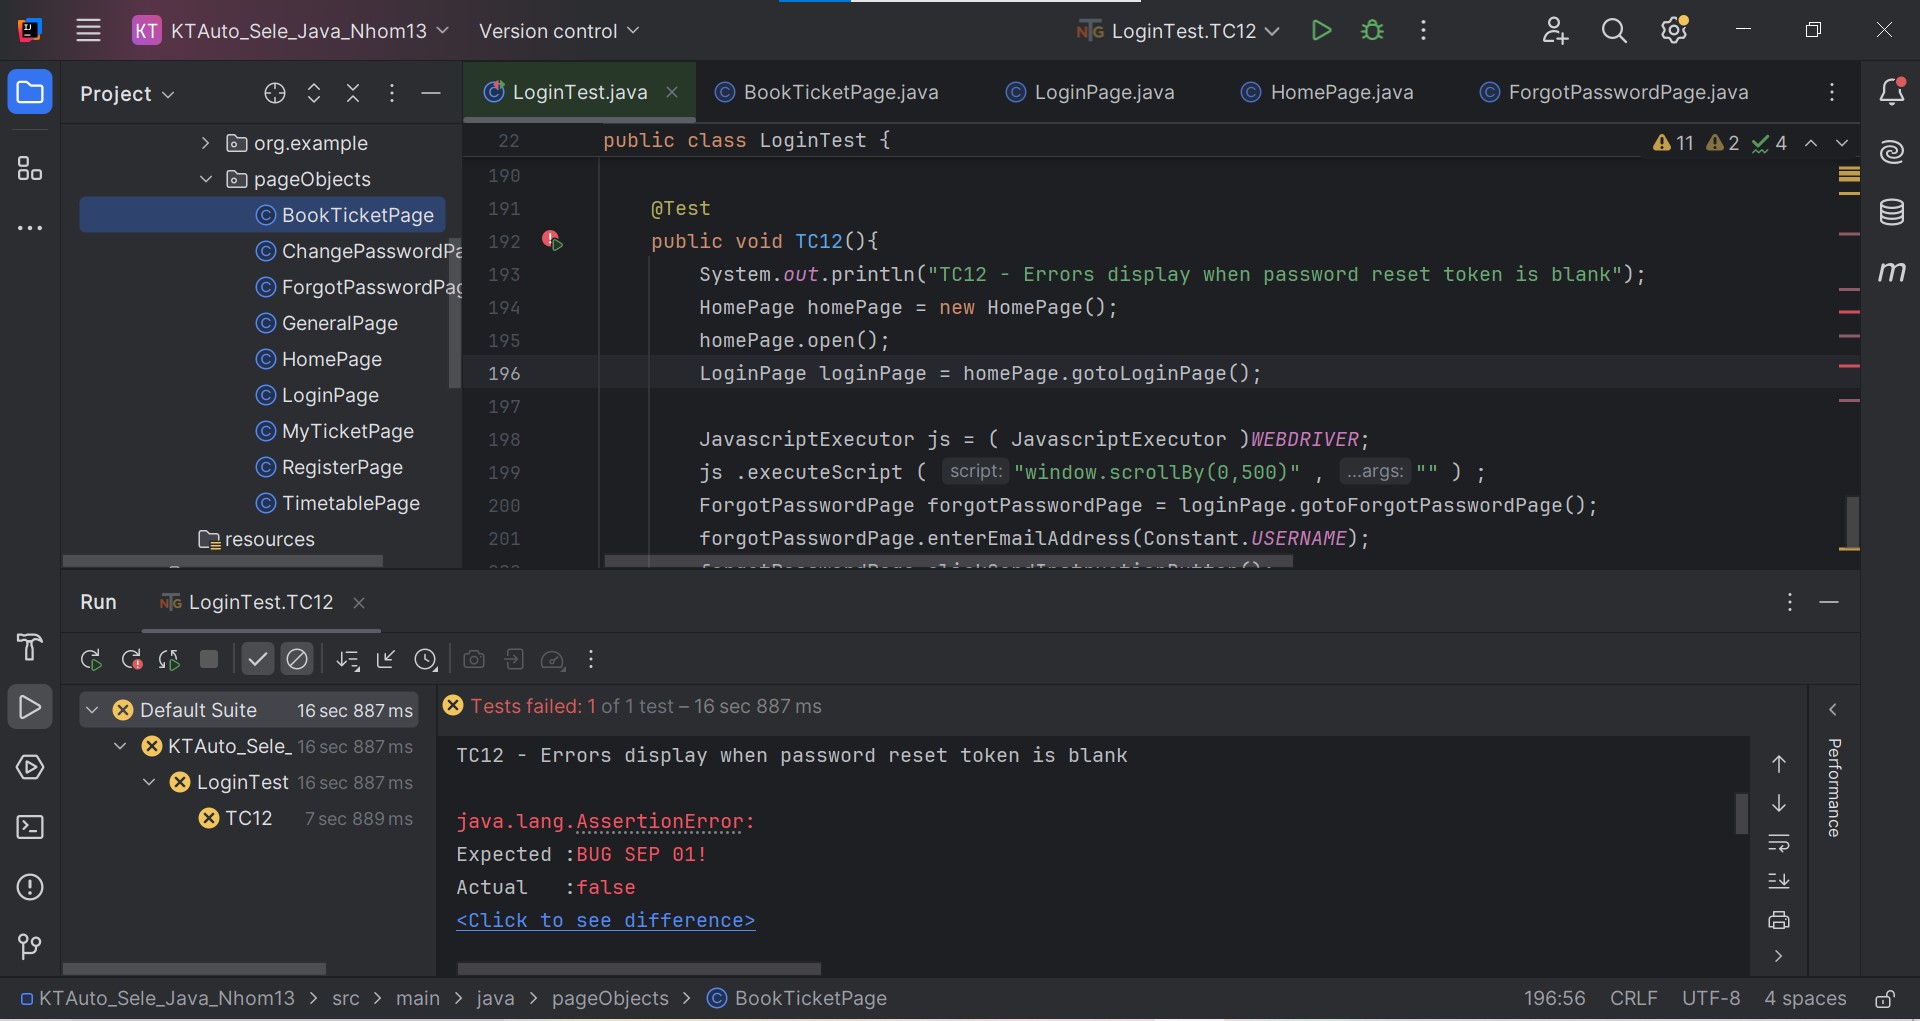 KT KTAuto_Sele_Java_Nhom13 Version control LoginTest.TC12
Project
LoginTest.java BookTicketPage.java LoginPage.java HomePage.java ForgotPasswordPage.java
org.example
pageObjects
BookTicketPage
ChangePasswordPa
ForgotPasswordPag
GeneralPage
HomePage
LoginPage
MyTicketPage
RegisterPage
TimetablePage
resources
22 public class LoginTest {
11 2 4
190
191 @Test
192 public void TC12(){
193 System.out.println("TC12 - Errors display when password reset token is blank");
194 HomePage homePage = new HomePage();
195 homePage.open();
196 LoginPage loginPage = homePage.gotoLoginPage();
197
198 JavascriptExecutor js = ( JavascriptExecutor )WEBDRIVER;
199 js .executeScript ( script: "window.scrollBy(0,500)" , ...args: "" ) ;
200 ForgotPasswordPage forgotPasswordPage = loginPage.gotoForgotPasswordPage();
201 forgotPasswordPage.enterEmailAddress(Constant.USERNAME);
Run LoginTest.TC12
Default Suite 16 sec 887 ms
KTAuto_Sele_ 16 sec 887 ms
LoginTest 16 sec 887 ms
TC12 7 sec 889 ms
Tests failed: 1 of 1 test – 16 sec 887 ms
TC12 - Errors display when password reset token is blank
java.lang.AssertionError:
Expected :BUG SEP 01!
Actual :false
<Click to see difference>
Performance
KTAuto_Sele_Java_Nhom13 > src > main > java > pageObjects > BookTicketPage
196:56 CRLF UTF-8 4 spaces